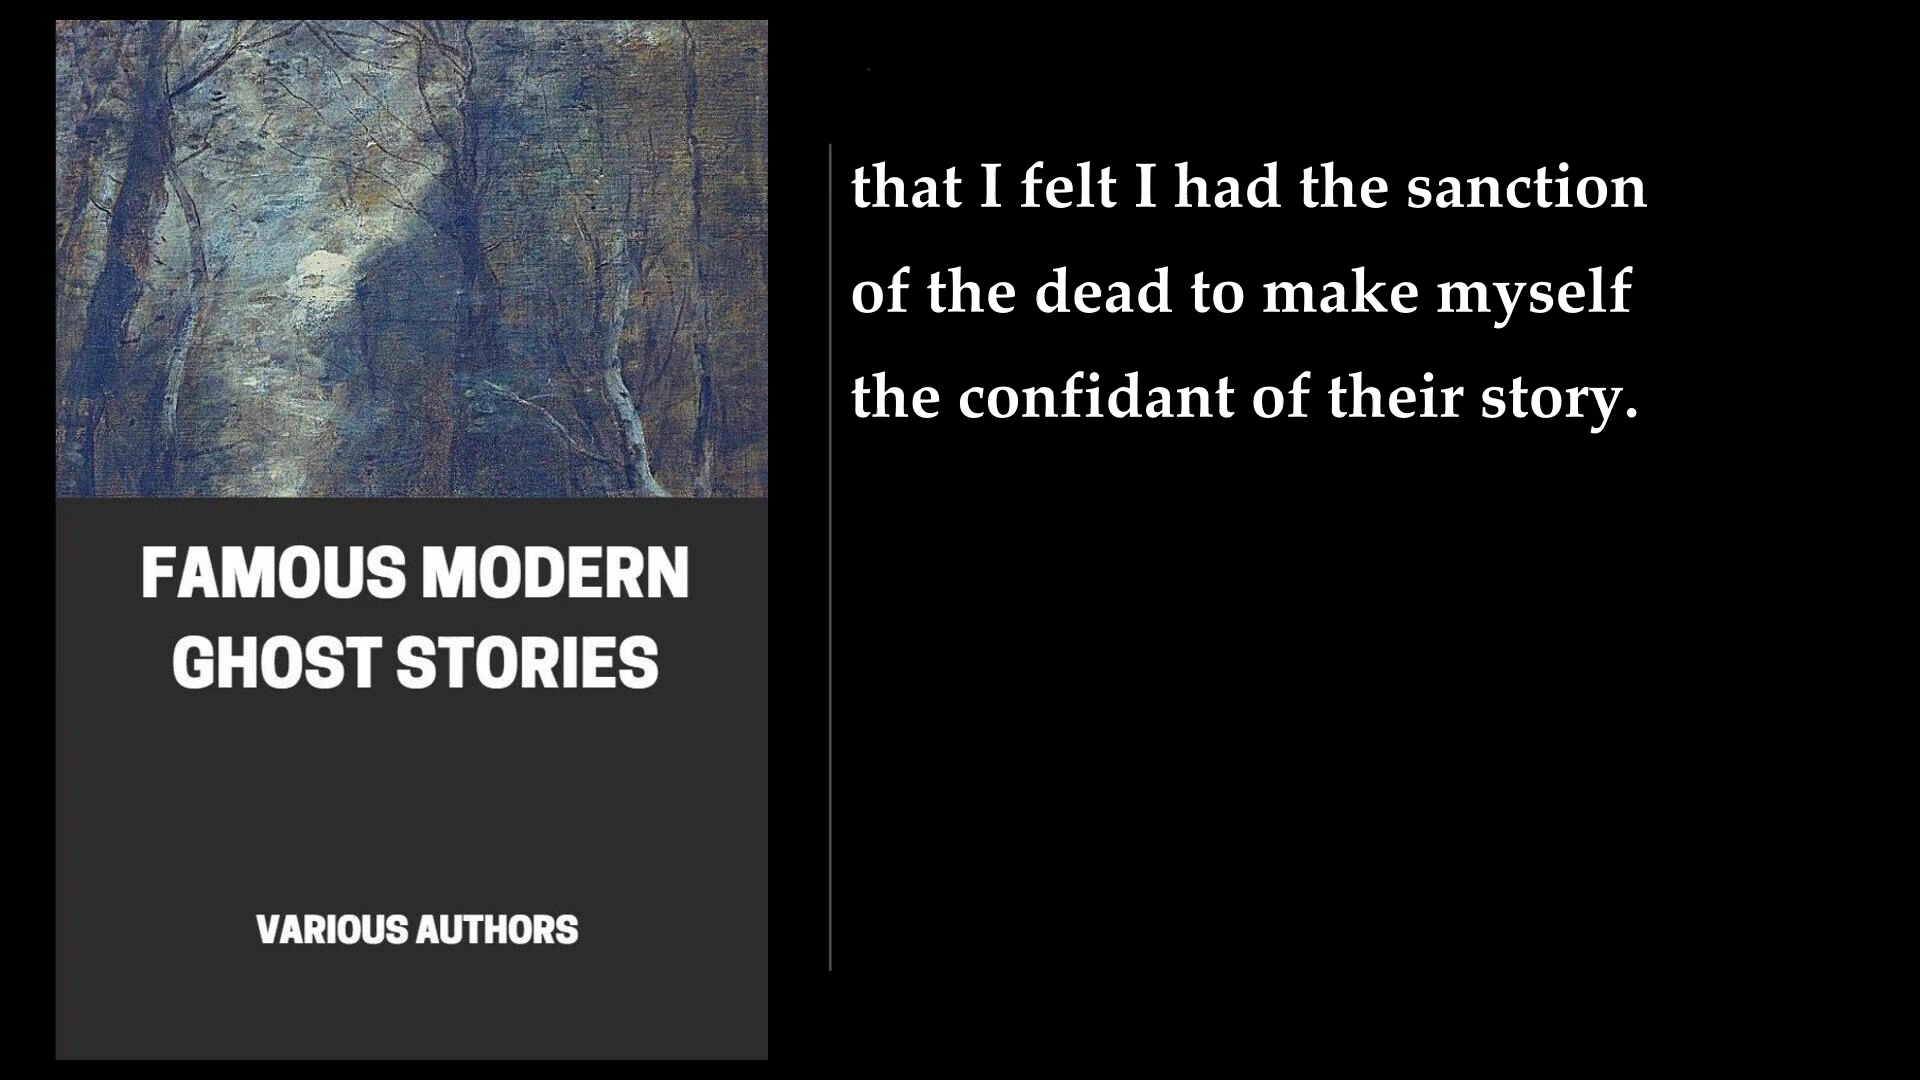 FAMOUS MODERN
GHOST STORIES
VARIOUS AUTHORS
that I felt I had the sanction
of the dead to make myself
the confidant of their story.